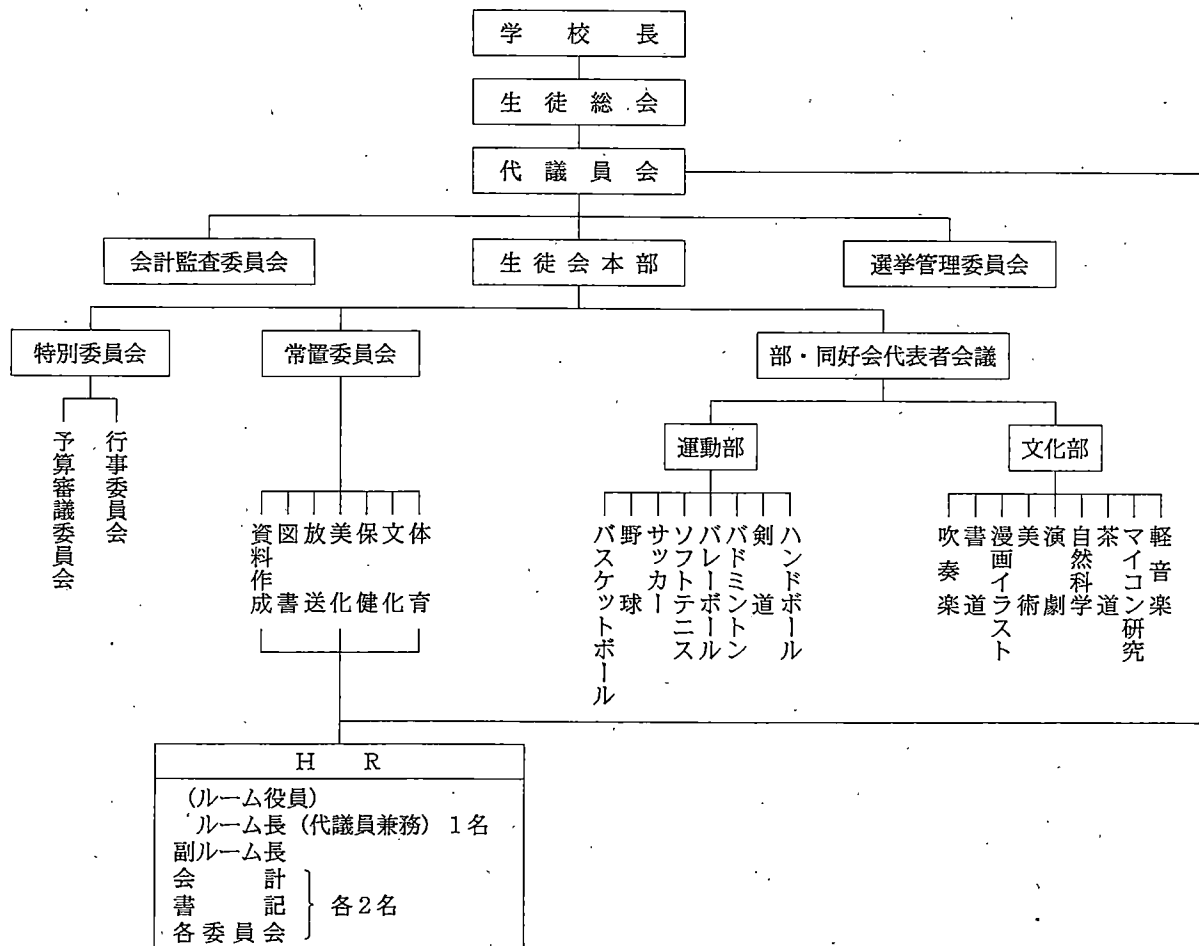 学校長
生徒総会
代議員会
会計監査委員会
生徒会本部
選挙管理委員会
特別委員会
常置委員会
部・同好会代表者会議
運動部
文化部
予算審議委員会
行事委員会
資料作成
図書
放送
美化
保健
文化
体育
バスケットボール
野球
サッカー
ソフトテニス
バレーボール
バドミントン
剣道
ハンドボール
吹奏楽
書道
漫画イラスト
美術
演劇
自然科学
茶道
マイコン研究
軽音楽
HR
(ルーム役員)
ルーム長(代議員兼務)1名
副ルーム長
会計
書記
各委員会
各2名